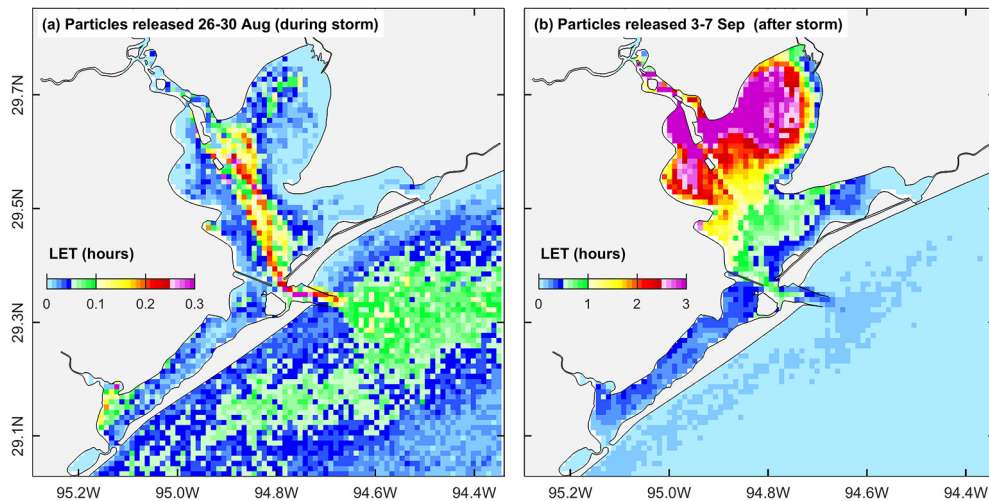 (a) Particles released 26-30 Aug (during storm)
(b) Particles released 3-7 Sep (after storm)
29.7N
29.5N
29.3N
29.1N
LET (hours)
0 0.1 0.2 0.3
LET (hours)
0 1 2 3
95.2W 95.0W 94.8W 94.6W 94.4W
95.2W 95.0W 94.8W 94.6W 94.4W